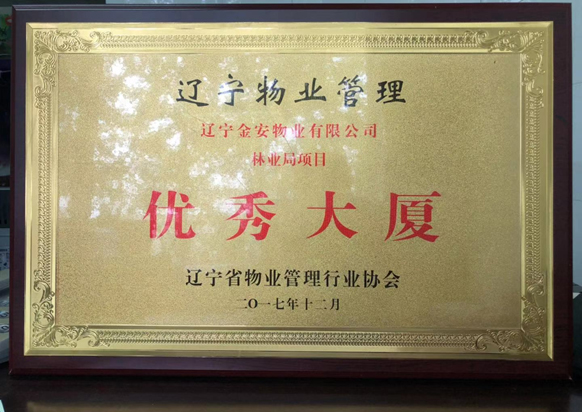 辽宁物业管理
辽宁金安物业有限公司
林业局项目
优秀大厦
辽宁省物业管理行业协会
二O一七年十二月